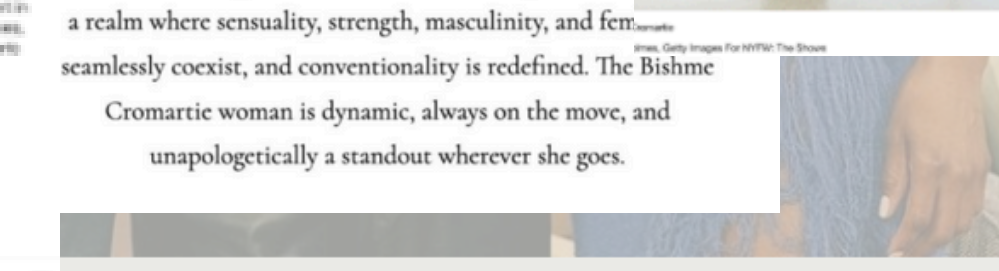 a realm where sensuality, strength, masculinity, and fem
seamlessly coexist, and conventionality is redefined. The Bishme
Cromartie woman is dynamic, always on the move, and
unapologetically a standout wherever she goes.
Getty Images For NYFW: The Shows